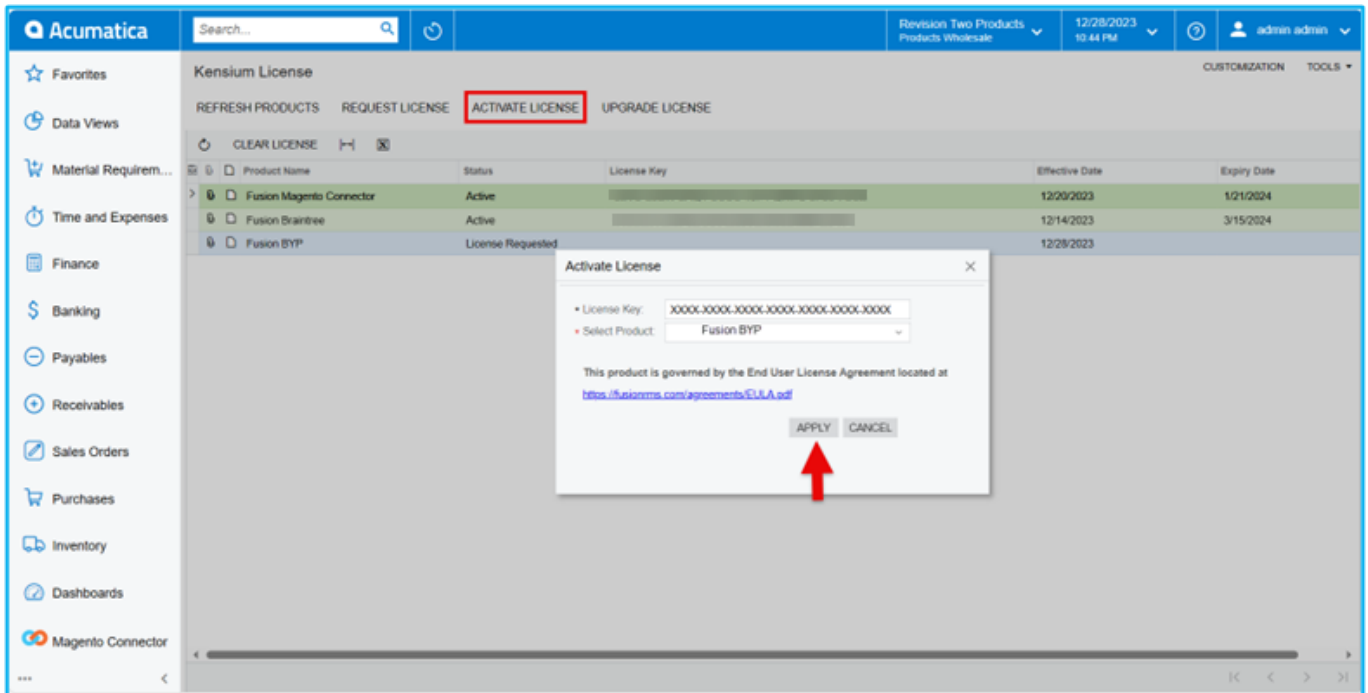 Acumatica
Search...
Revision Two Products
Products Wholesale
12/28/2023
10:44 PM
admin admin
Favorites
Data Views
Material Requirem...
Time and Expenses
Finance
Banking
Payables
Receivables
Sales Orders
Purchases
Inventory
Dashboards
Magento Connector
Kensium License
CUSTOMIZATION TOOLS
REFRESH PRODUCTS REQUEST LICENSE ACTIVATE LICENSE UPGRADE LICENSE
CLEAR LICENSE
Product Name Status License Key Effective Date Expiry Date
Fusion Magento Connector Active 12/20/2023 1/21/2024
Fusion Braintree Active 12/14/2023 3/15/2024
Fusion BYP License Requested 12/28/2023
Activate License
License Key: XXXX-XXXX-XXXX-XXXX-XXXX-XXXX-XXXX
Select Product: Fusion BYP
This product is governed by the End User License Agreement located at
https://fusionrms.com/agreements/EULA.pdf
APPLY CANCEL